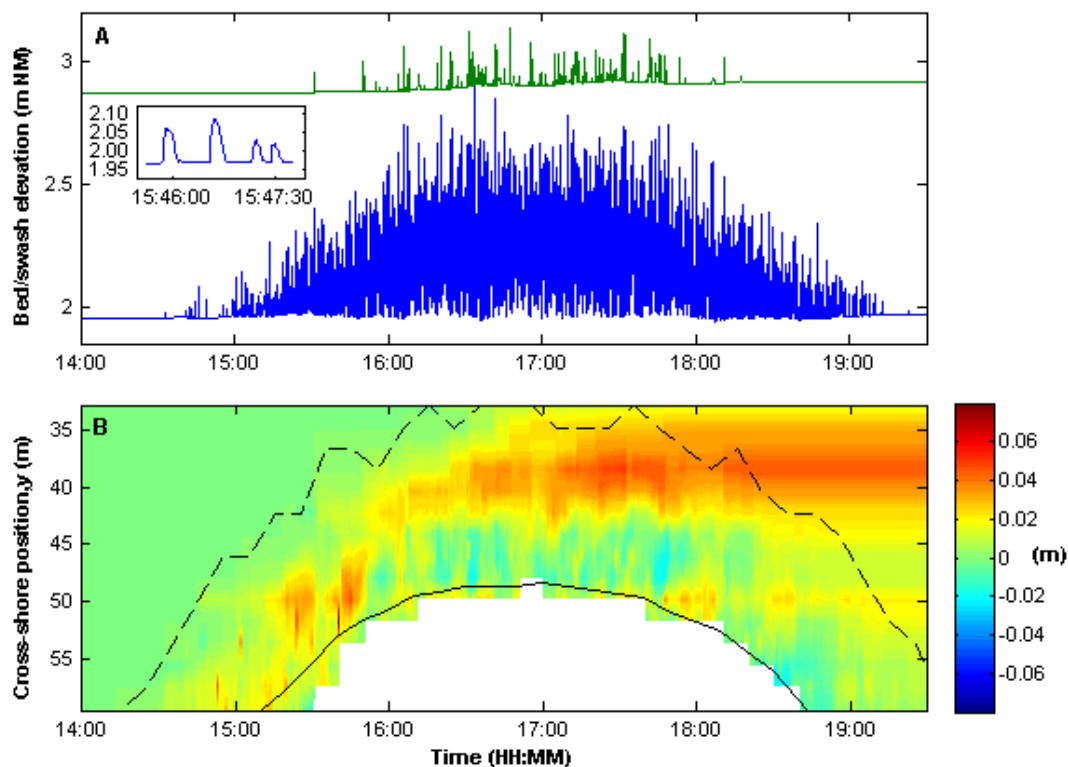 A
Bed/swash elevation (m NM)
3
2.5
2
2.10
2.05
2.00
1.95
15:46:00 15:47:30
14:00 15:00 16:00 17:00 18:00 19:00
B
Cross-shore position,y (m)
35
40
45
50
55
14:00 15:00 16:00 17:00 18:00 19:00
Time (HH:MM)
0.06
0.04
0.02
0
-0.02
-0.04
-0.06
(m)